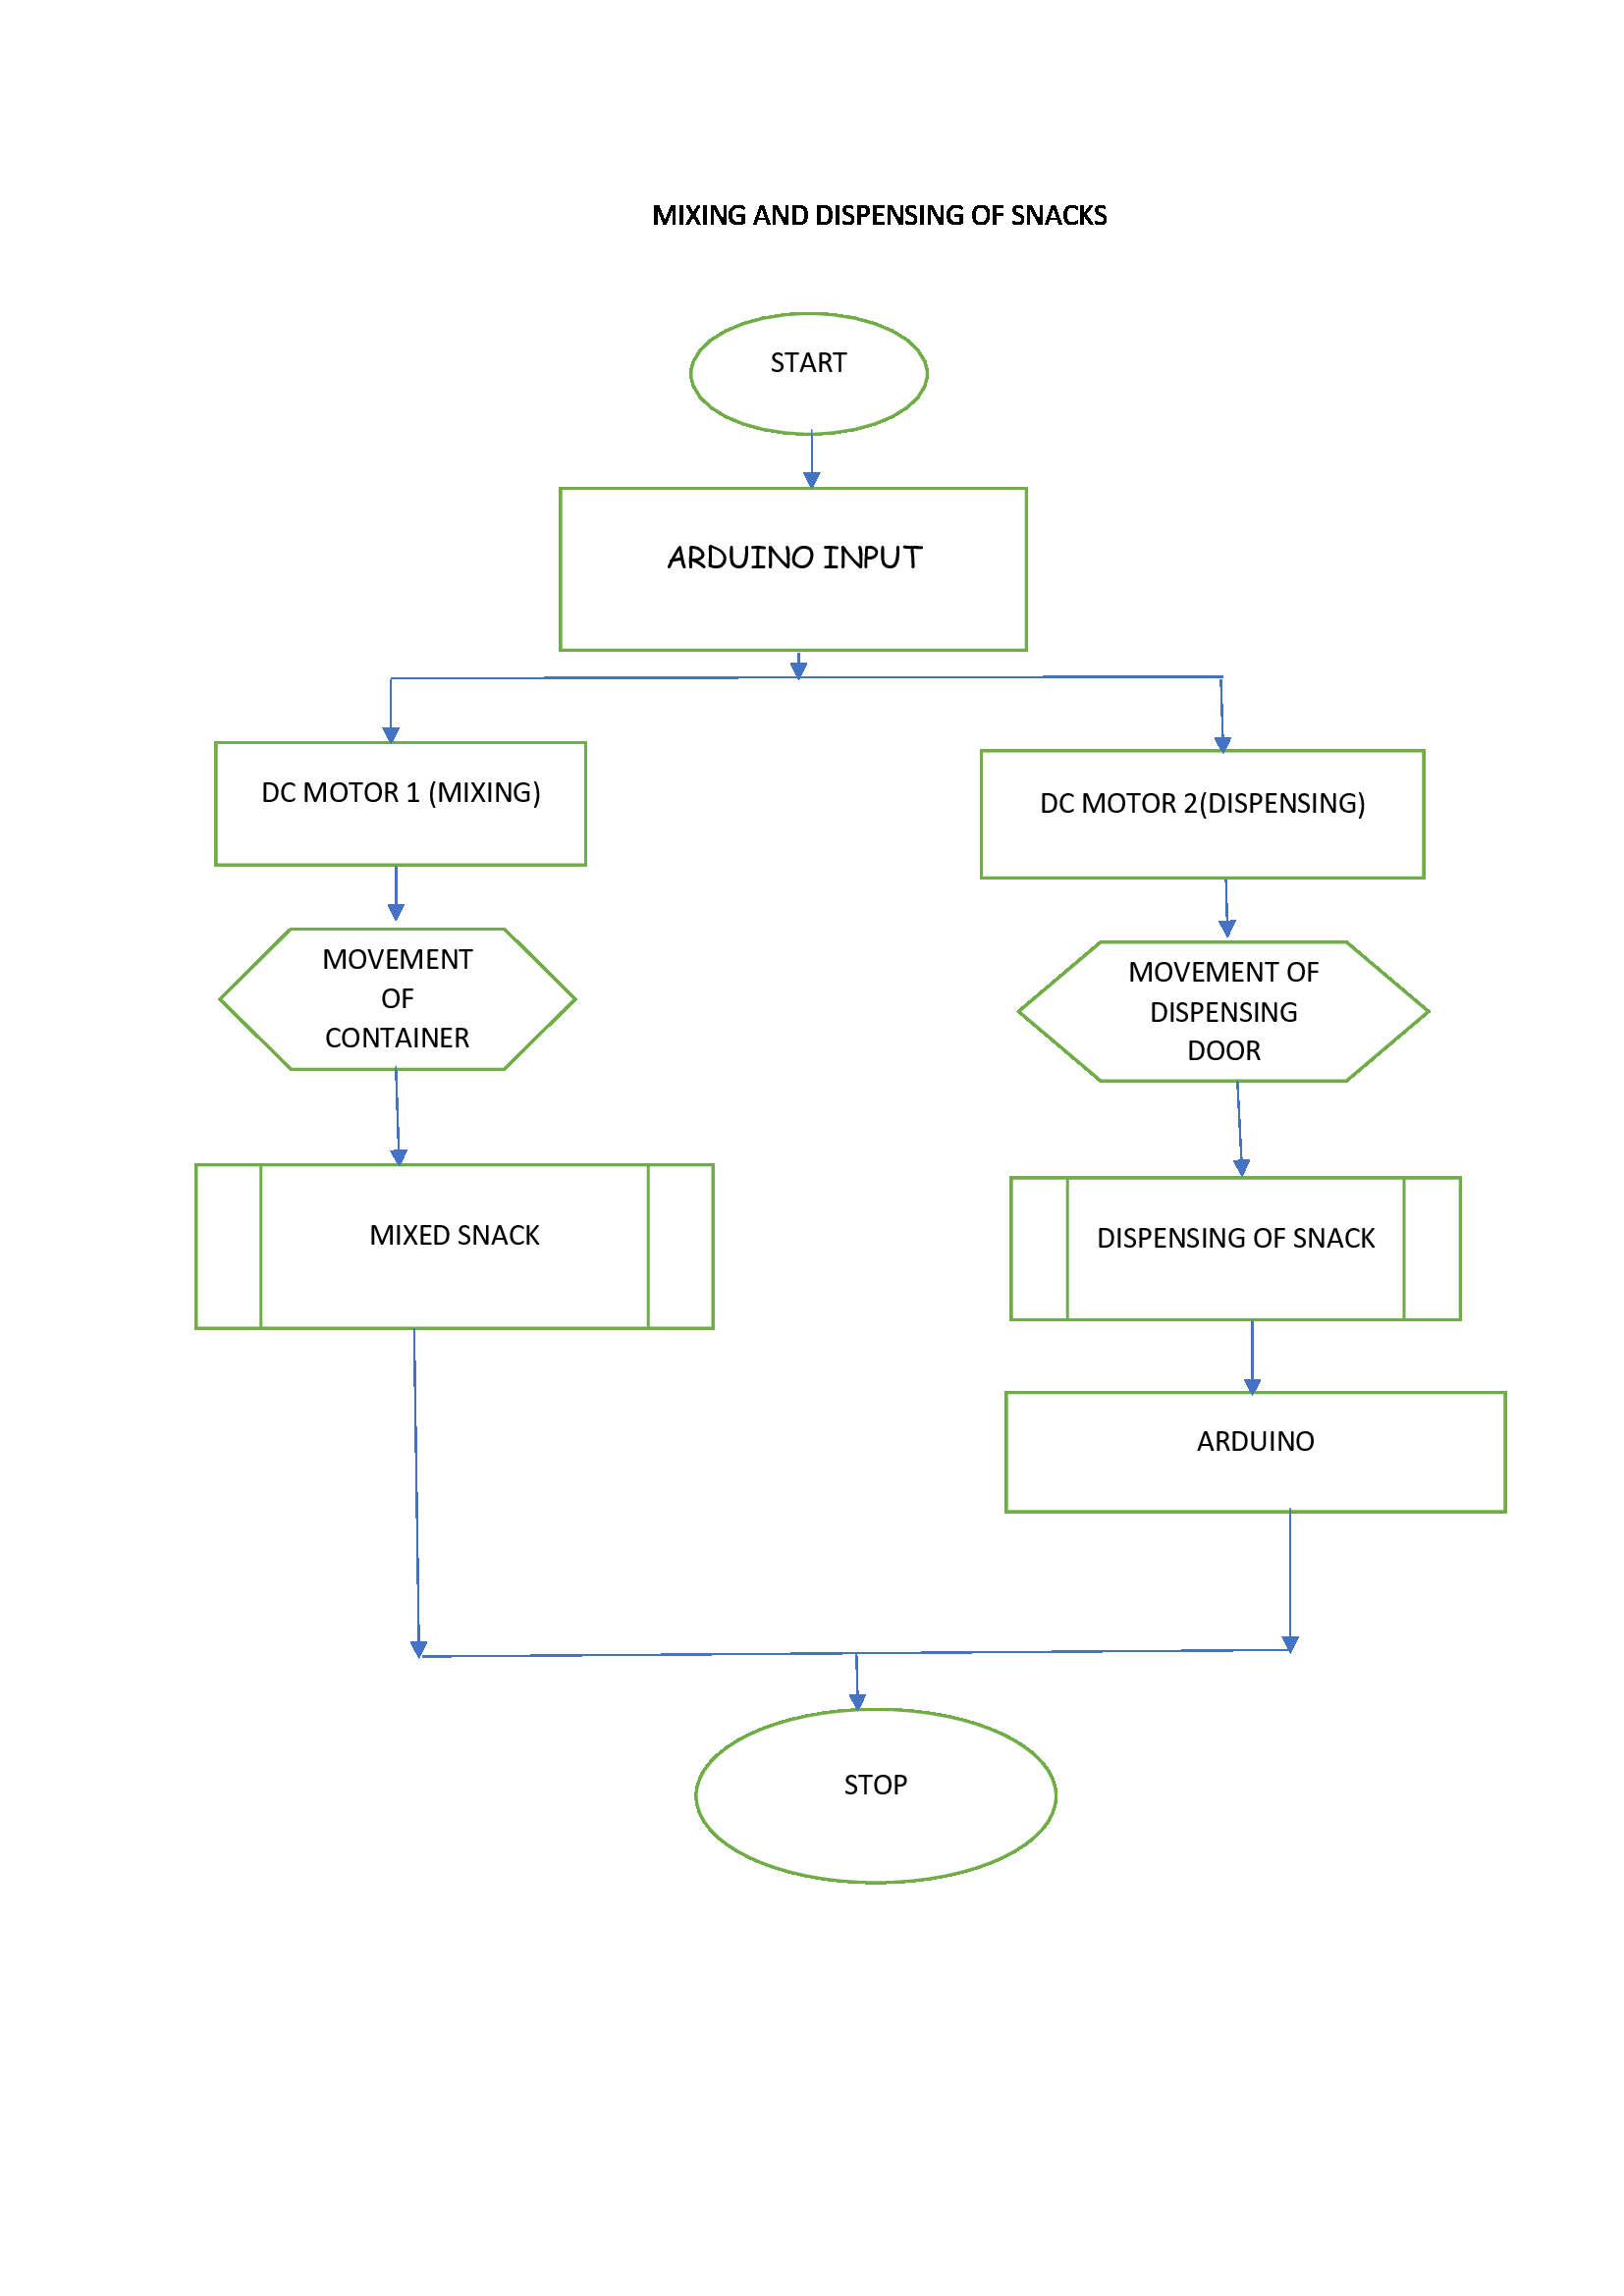 MIXING AND DISPENSING OF SNACKS
START
ARDUINO INPUT
DC MOTOR 1 (MIXING)
DC MOTOR 2(DISPENSING)
MOVEMENT
OF
CONTAINER
MOVEMENT OF
DISPENSING
DOOR
MIXED SNACK
DISPENSING OF SNACK
ARDUINO
STOP